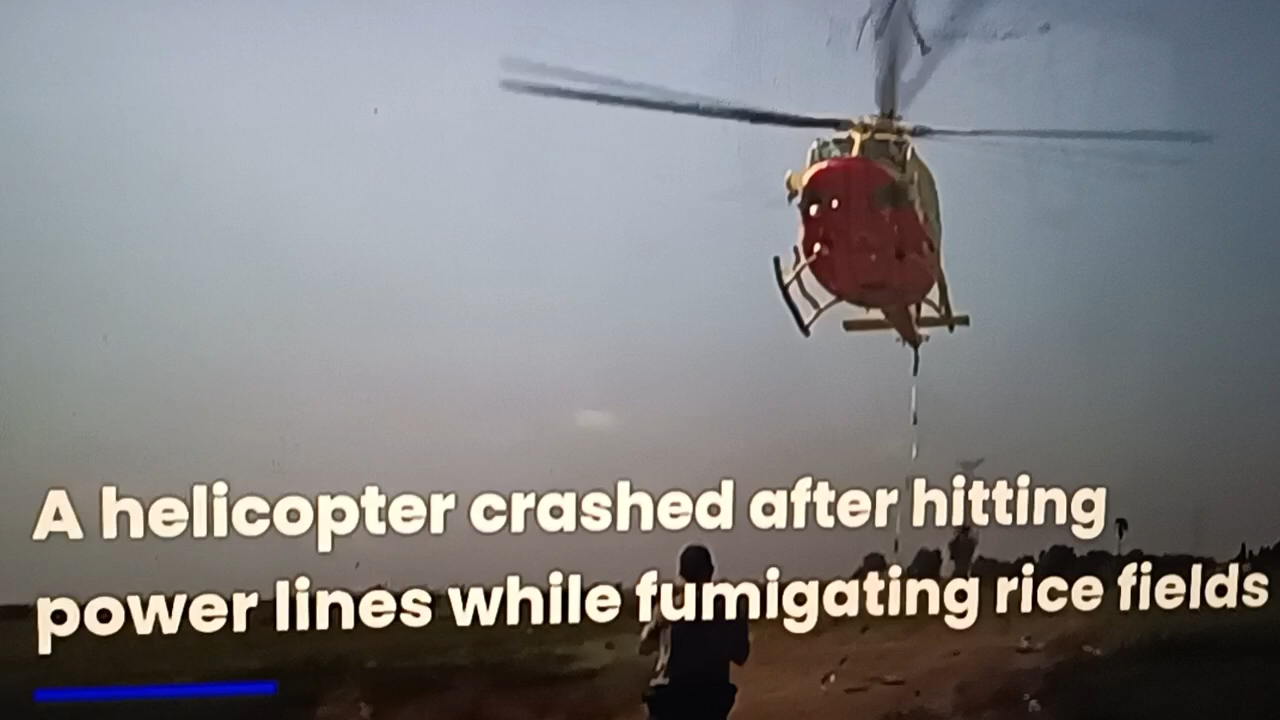 A helicopter crashed after hitting
power lines while fumigating rice fields